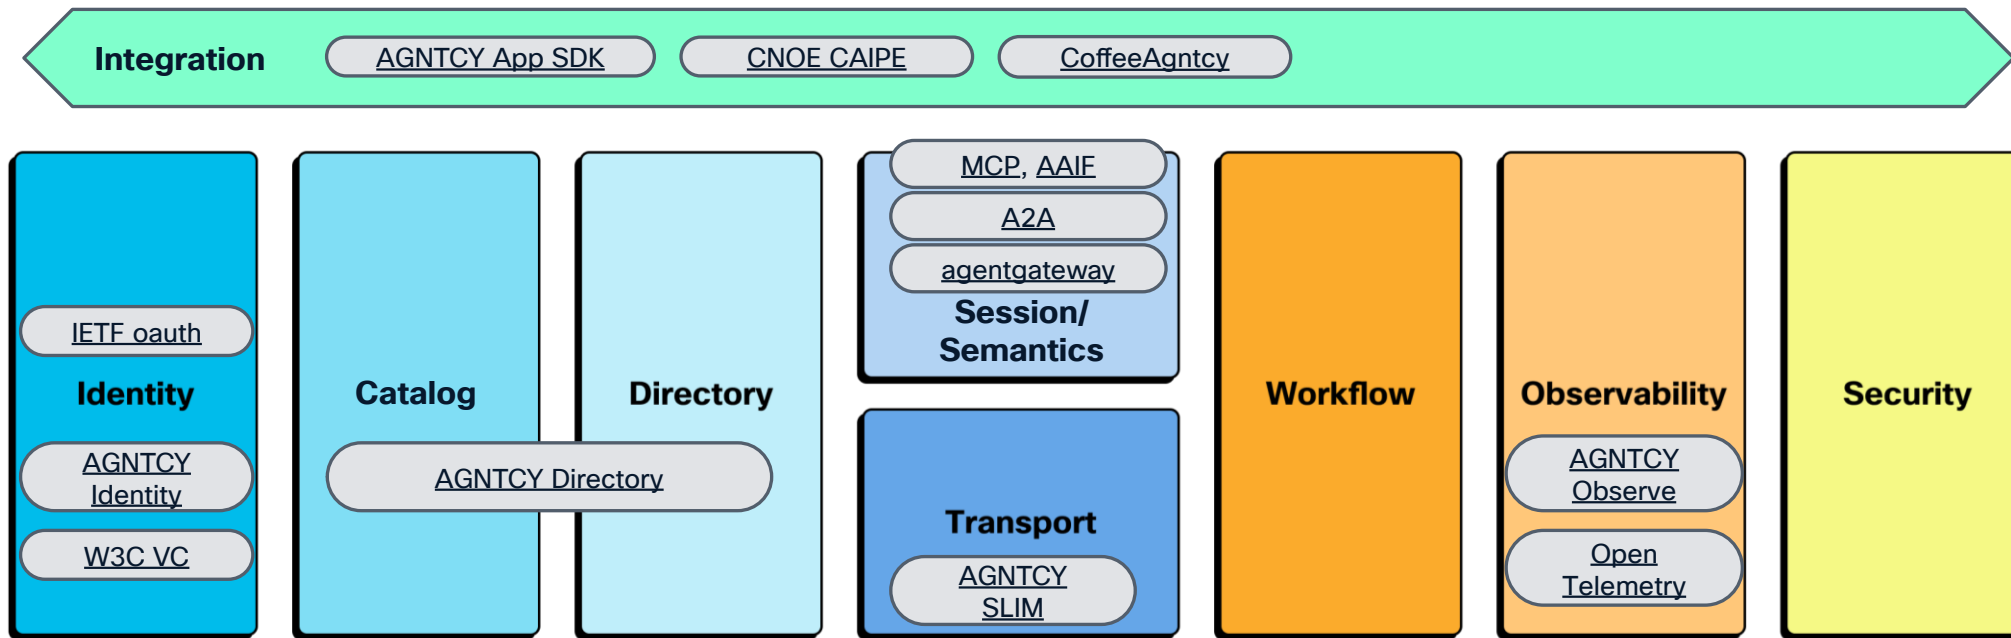 Integration
AGNTCY App SDK
CNOE CAIPE
CoffeeAgntcy
IETF oauth
Identity
AGNTCY
Identity
W3C VC
Catalog
Directory
AGNTCY Directory
MCP, AAIF
A2A
agentgateway
Session/
Semantics
Transport
AGNTCY
SLIM
Workflow
Observability
AGNTCY
Observe
Open
Telemetry
Security